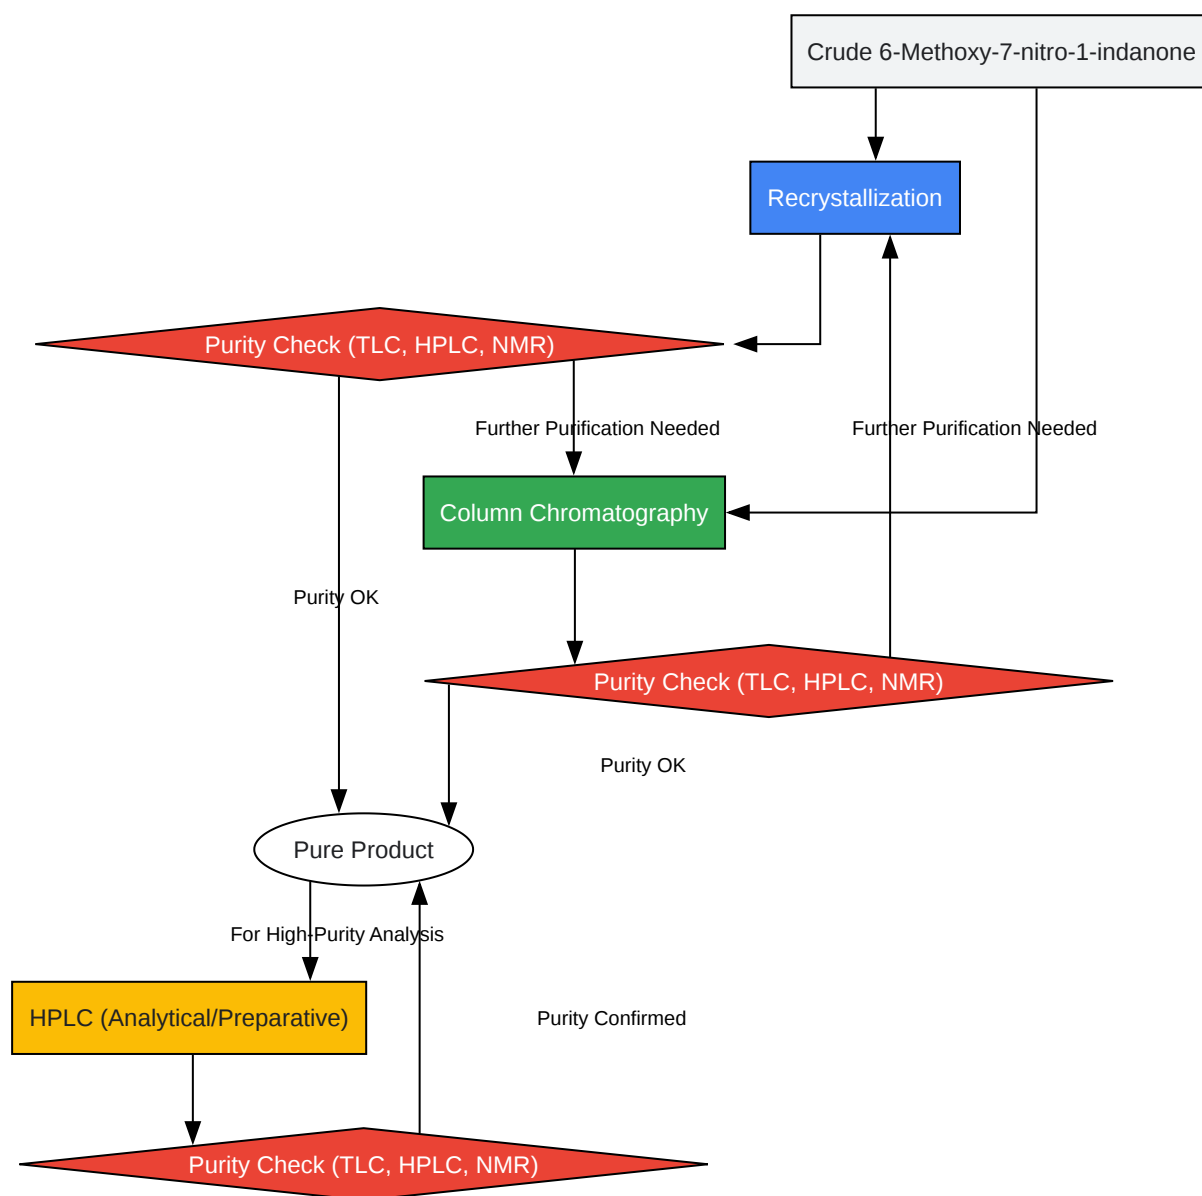 Crude 6-Methoxy-7-nitro-1-indanone
Recrystallization
Purity Check (TLC, HPLC, NMR)
Further Purification Needed
Further Purification Needed
Column Chromatography
Purity OK
Purity Check (TLC, HPLC, NMR)
Purity OK
Pure Product
For High-Purity Analysis
HPLC (Analytical/Preparative)
Purity Confirmed
Purity Check (TLC, HPLC, NMR)